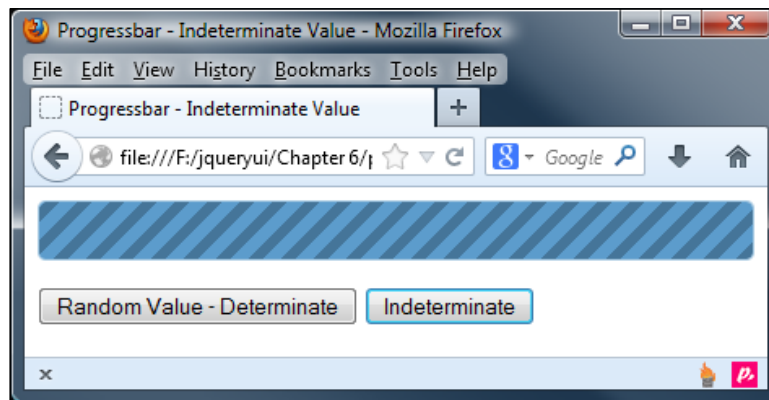 Progressbar - Indeterminate Value - Mozilla Firefox
File Edit View History Bookmarks Tools Help
Progressbar - Indeterminate Value +
file:///F:/jqueryui/Chapter 6/ 8 Google
Random Value - Determinate Indeterminate
x p,